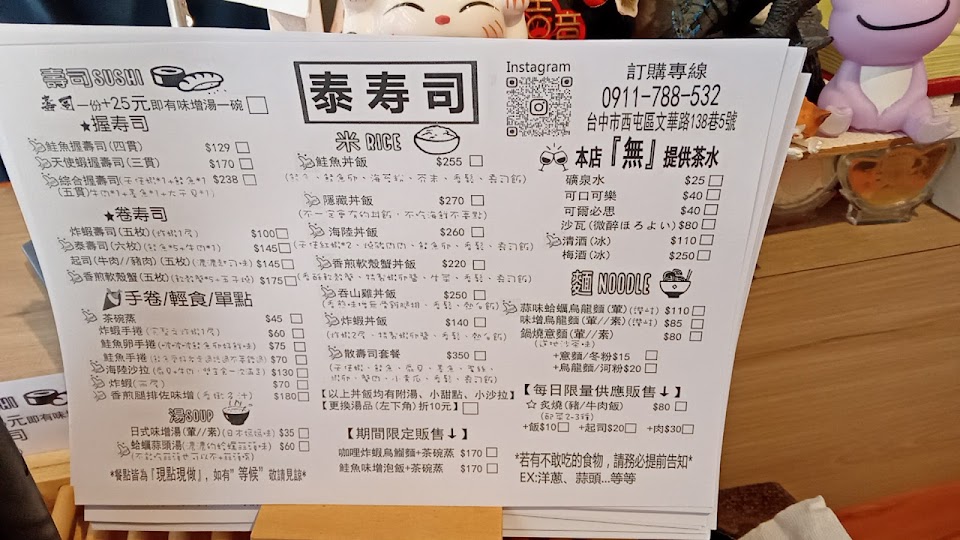 壽司SUSHI
壽司一份+25元即有味增湯一碗
★握寿司
鮭魚握壽司(四貫) $129
天使蝦握壽司(三貫) $170
綜合握壽司 $238
(五貫)
★卷寿司
炸蝦壽司(五枚) $100
泰壽司(六枚) $145
起司(牛肉//豬肉) $145
香煎軟殼蟹(五枚) $175
手卷/輕食/單點
茶碗蒸 $45
炸蝦手捲 $60
鮭魚卵手捲 $75
鮭魚手捲 $70
海陸沙拉 $130
炸蝦 $70
香煎腿排佐味增 $180
湯SOUP
日式味增湯(葷//素) $35
蛤蠣蒜頭湯 $60
*餐點皆為『現點現做』,如有"等候"敬請見諒*
泰寿司
米RICE
鮭魚丼飯 $255
隱藏丼飯 $270
海陸丼飯 $260
香煎軟殼蟹丼飯 $220
吞山雞丼飯 $250
炸蝦丼飯 $140
散壽司套餐 $350
【以上丼飯均有附湯、小甜點、小沙拉】
【更換湯品(左下角)折10元】
【期間限定販售↓】
咖哩炸蝦烏龍麵+茶碗蒸 $170
鮭魚味增泡飯+茶碗蒸 $170
Instagram
訂購專線
0911-788-532
台中市西屯區文華路138巷5號
本店『無』提供茶水
礦泉水 $25
可口可樂 $40
可爾必思 $40
沙瓦(微醉ほろよい) $80
清酒(冰) $110
梅酒(冰) $250
麵NOODLE
蒜味蛤蠣烏龍麵(葷) $110
味增烏龍麵(葷//素) $85
鍋燒意麵(葷//素) $80
+意麵/冬粉$15
+烏龍麵/河粉$20
【每日限量供應販售↓】
☆炙燒(豬/牛肉飯) $80
(配菜2-3種)
+飯$10 +起司$20 +肉$30
*若有不敢吃的食物,請務必提前告知*
EX:洋蔥、蒜頭...等等